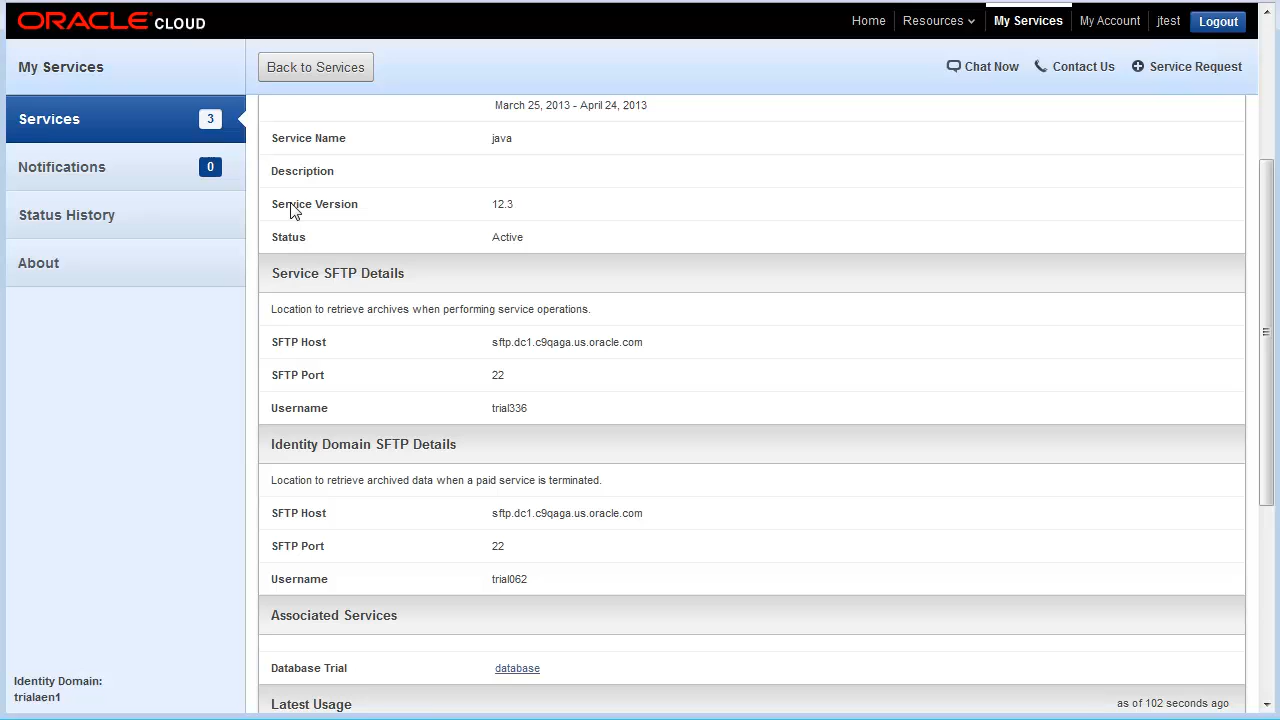 ORACLE CLOUD
Home Resources My Services My Account jtest Logout
My Services
Back to Services
Chat Now Contact Us Service Request
Services 3
Notifications 0
Status History
About
March 25, 2013 - April 24, 2013
Service Name java
Description
Service Version 12.3
Status Active
Service SFTP Details
Location to retrieve archives when performing service operations.
SFTP Host sftp.dc1.c9qaga.us.oracle.com
SFTP Port 22
Username trial336
Identity Domain SFTP Details
Location to retrieve archived data when a paid service is terminated.
SFTP Host sftp.dc1.c9qaga.us.oracle.com
SFTP Port 22
Username trial062
Associated Services
Database Trial database
Latest Usage as of 102 seconds ago
Identity Domain:
trialaen1